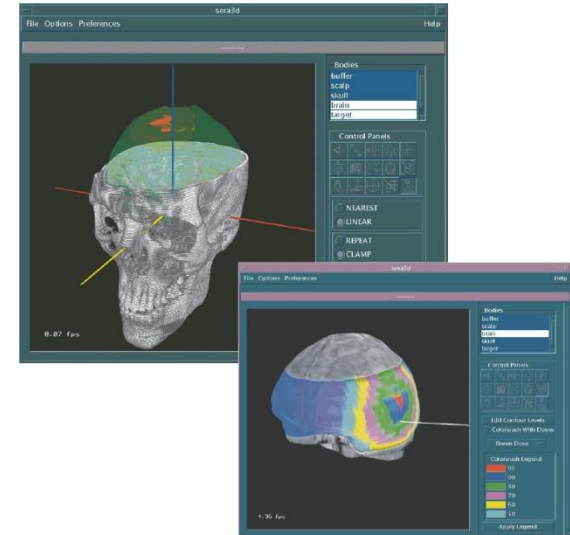 sera3d
File Options Preferences Help
Bodies
buffer
scalp
skull
brain
target
Control Panels
NEAREST
LINEAR
REPEAT
CLAMP
0.07 fps
sera3d
File Options Preferences Help
Bodies
buffer
scalp
brain
skull
target
Control Panels
Edit Contour Levels
Colorwash With Doses
Boron Dose
Colorwash Legend
90
80
70
60
50
Apply Legend